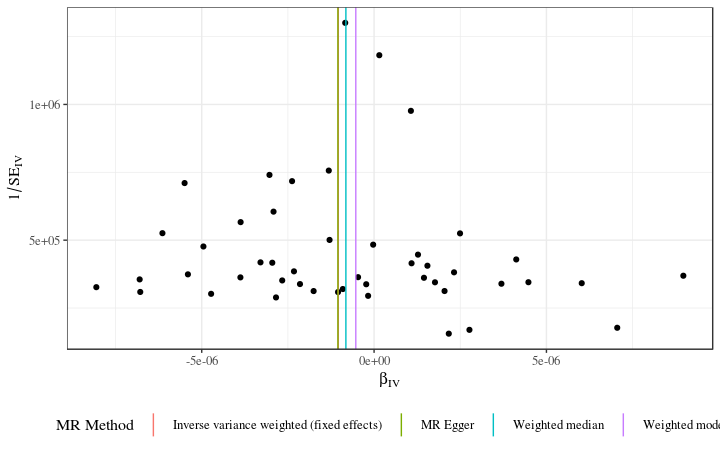 1e+06
5e+05
1/SE_IV
-5e-06 0e+00 5e-06
β_IV
MR Method Inverse variance weighted (fixed effects) MR Egger Weighted median Weighted mode